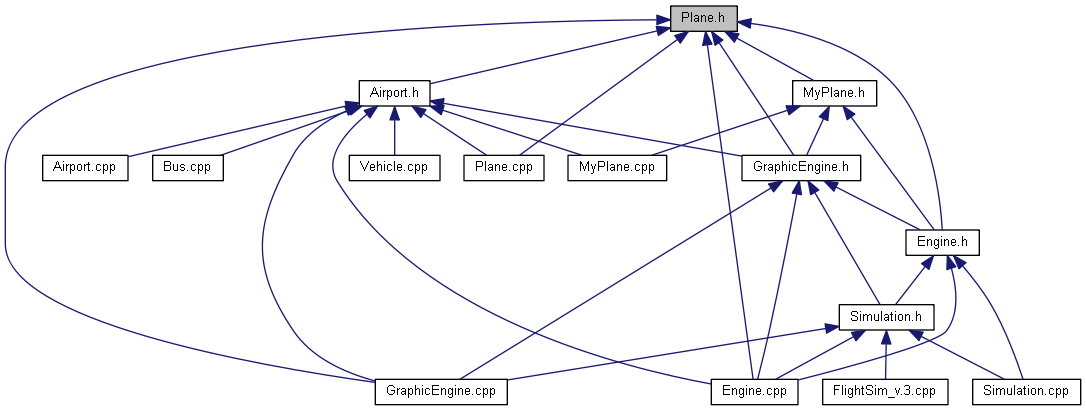 Plane.h
Airport.h
MyPlane.h
Airport.cpp
Bus.cpp
Vehicle.cpp
Plane.cpp
MyPlane.cpp
GraphicEngine.h
Engine.h
Simulation.h
GraphicEngine.cpp
Engine.cpp
FlightSim_v.3.cpp
Simulation.cpp